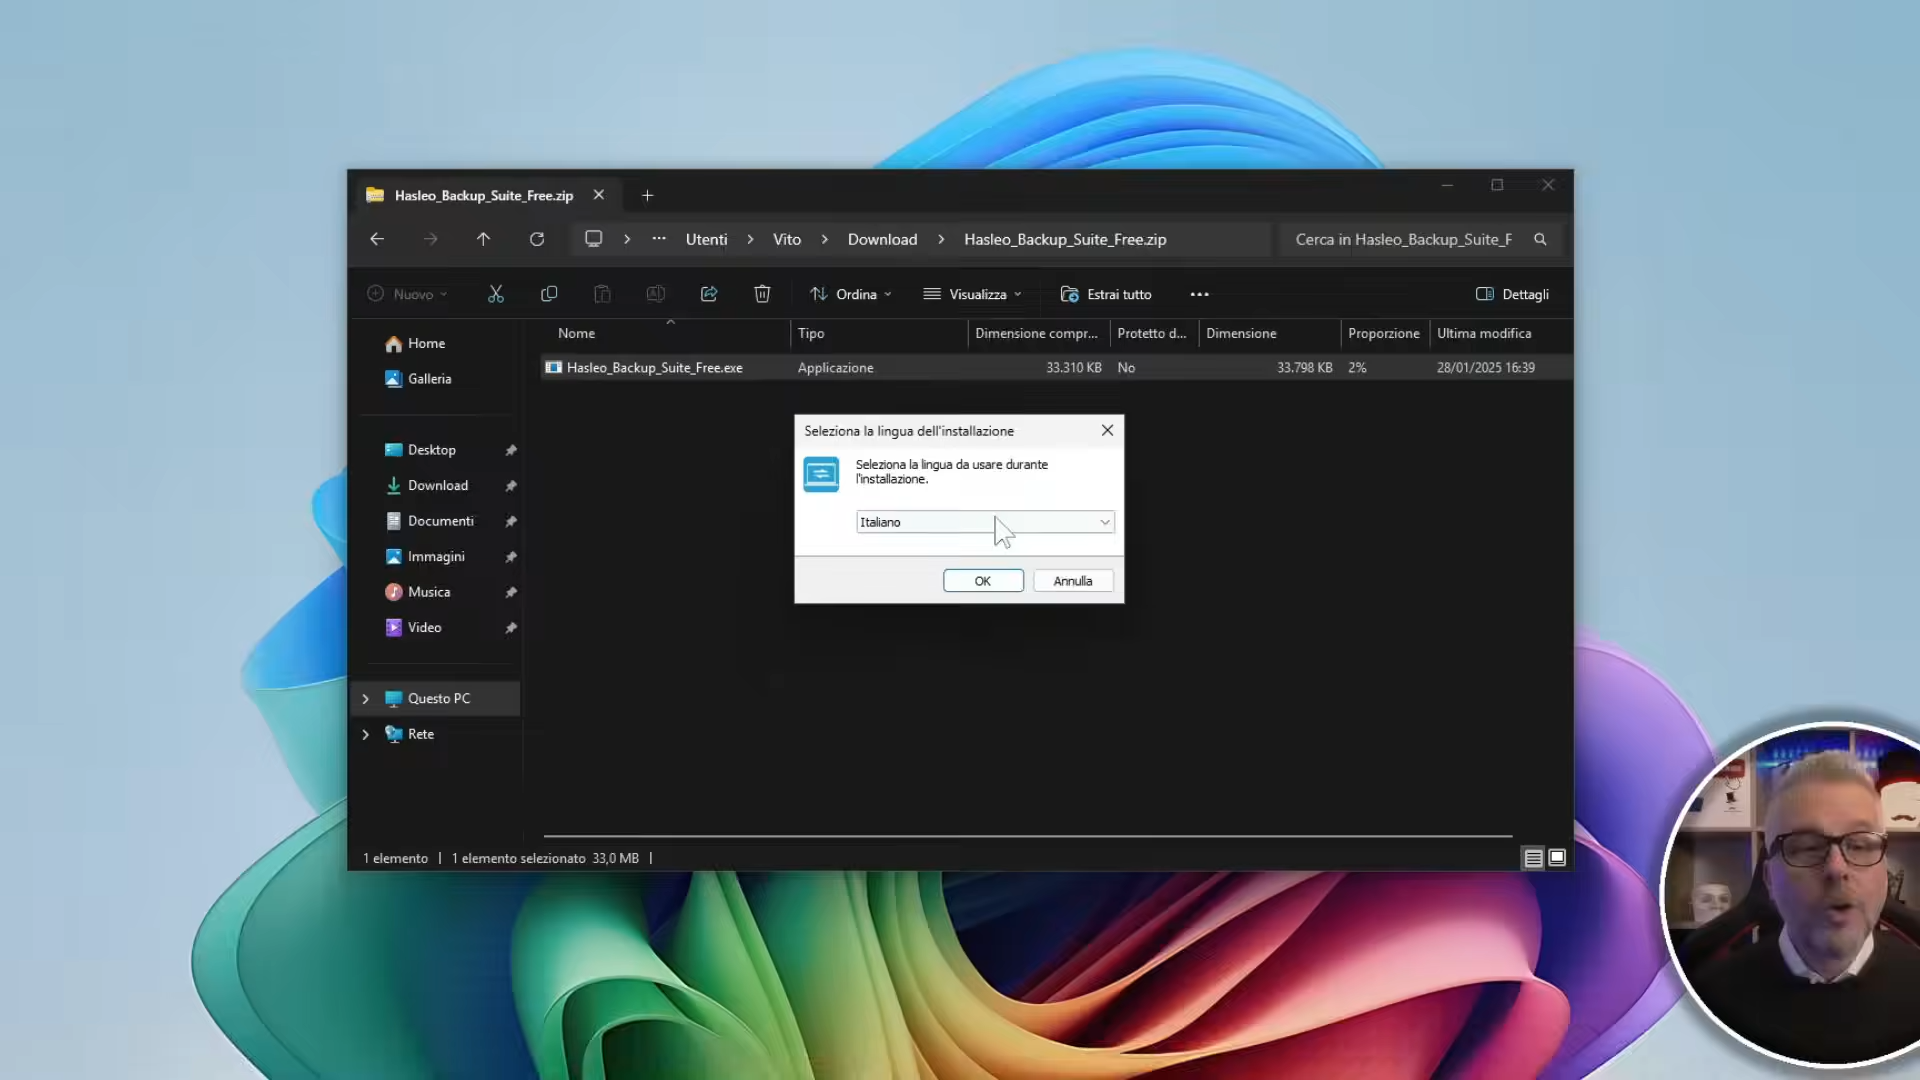 Hasleo_Backup_Suite_Free.zip
Utenti
Vito
Download
Hasleo_Backup_Suite_Free.zip
Cerca in Hasleo_Backup_Suite_F
Nuovo
Ordina
Visualizza
Estrai tutto
Dettagli
Home
Galleria
Desktop
Download
Documenti
Immagini
Musica
Video
Questo PC
Rete
Nome Tipo Dimensione compr... Protetto d... Dimensione Proporzione Ultima modifica
Hasleo_Backup_Suite_Free.exe Applicazione 33.310 KB No 33.798 KB 2% 28/01/2025 16:39
Seleziona la lingua dell'installazione
Seleziona la lingua da usare durante
l'installazione.
Italiano
OK
Annulla
1 elemento
1 elemento selezionato 33,0 MB